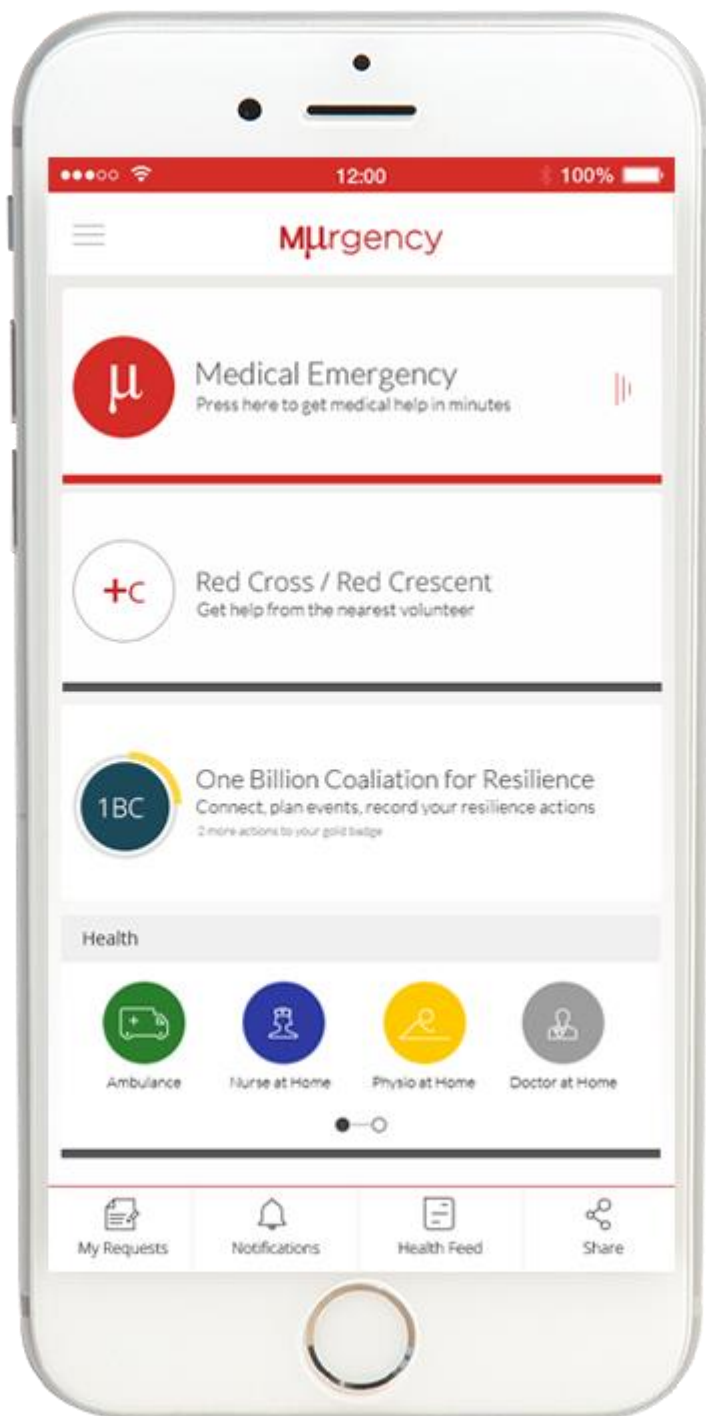 12:00
100%
Mµrgency
µ
Medical Emergency
Press here to get medical help in minutes
+C
Red Cross / Red Crescent
Get help from the nearest volunteer
1BC
One Billion Coaliation for Resilience
Connect, plan events, record your resilience actions
2 more actions to your gold badge
Health
Ambulance
Nurse at Home
Physio at Home
Doctor at Home
My Requests
Notifications
Health Feed
Share